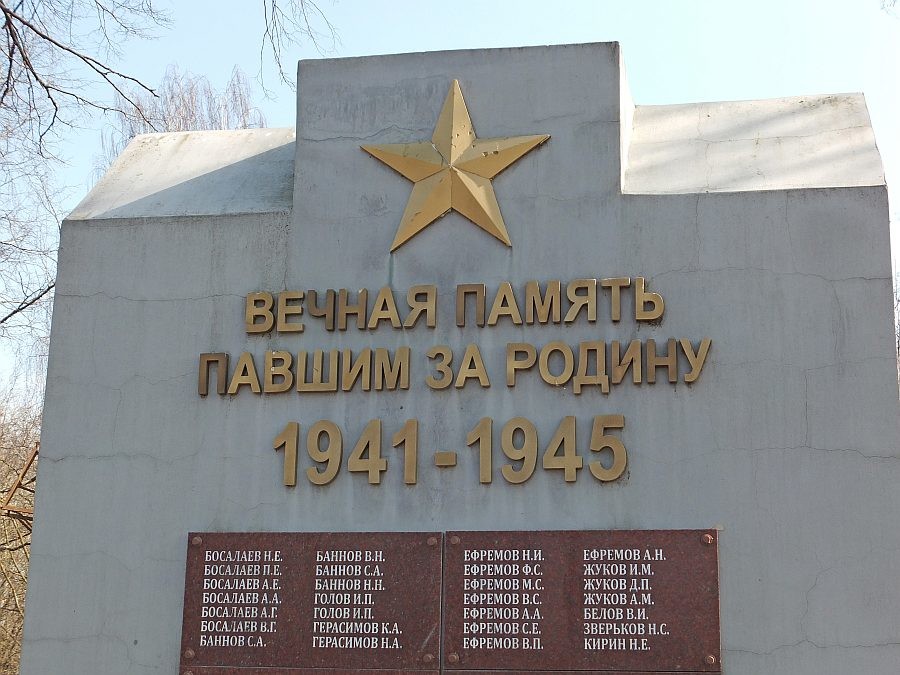 ВЕЧНАЯ ПАМЯТЬ
ПАВШИМ ЗА РОДИНУ
1941-1945
БОСАЛАЕВ Н.Е.
БОСАЛАЕВ П.Е.
БОСАЛАЕВ А.Е.
БОСАЛАЕВ А.А.
БОСАЛАЕВ А.Г.
БОСАЛАЕВ В.Г.
БАННОВ С.А.
БАННОВ В.Н.
БАННОВ С.А.
БАННОВ Н.Н.
ГОЛОВ И.П.
ГОЛОВ И.П.
ГЕРАСИМОВ К.А.
ГЕРАСИМОВ Н.А.
ЕФРЕМОВ Н.И.
ЕФРЕМОВ Ф.С.
ЕФРЕМОВ М.С.
ЕФРЕМОВ В.С.
ЕФРЕМОВ А.А.
ЕФРЕМОВ С.Е.
ЕФРЕМОВ В.П.
ЕФРЕМОВ А.Н.
ЖУКОВ И.М.
ЖУКОВ Д.П.
ЖУКОВ А.М.
БЕЛОВ В.И.
ЗВЕРЬКОВ Н.С.
КИРИН Н.Е.